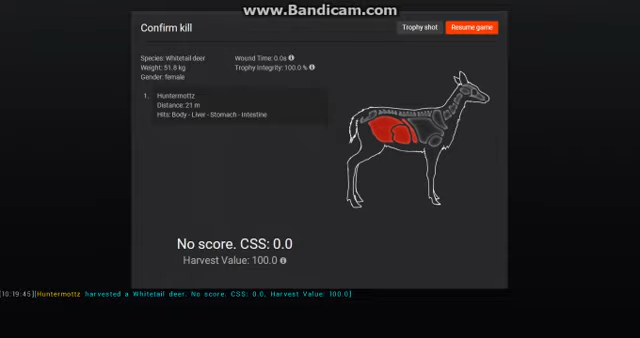 www.Bandicam.com
Confirm kill
Trophy shot
Resume game
Species: Whitetail deer
Wound Time: 0.0s
Weight: 51.8 kg
Trophy Integrity: 100.0 %
Gender: female
1. Huntermottz
Distance: 21 m
Hits: Body - Liver - Stomach - Intestine
No score. CSS: 0.0
Harvest Value: 100.0
[10:19:45][Huntermottz harvested a Whitetail deer. No score. CSS: 0.0, Harvest Value: 100.0]